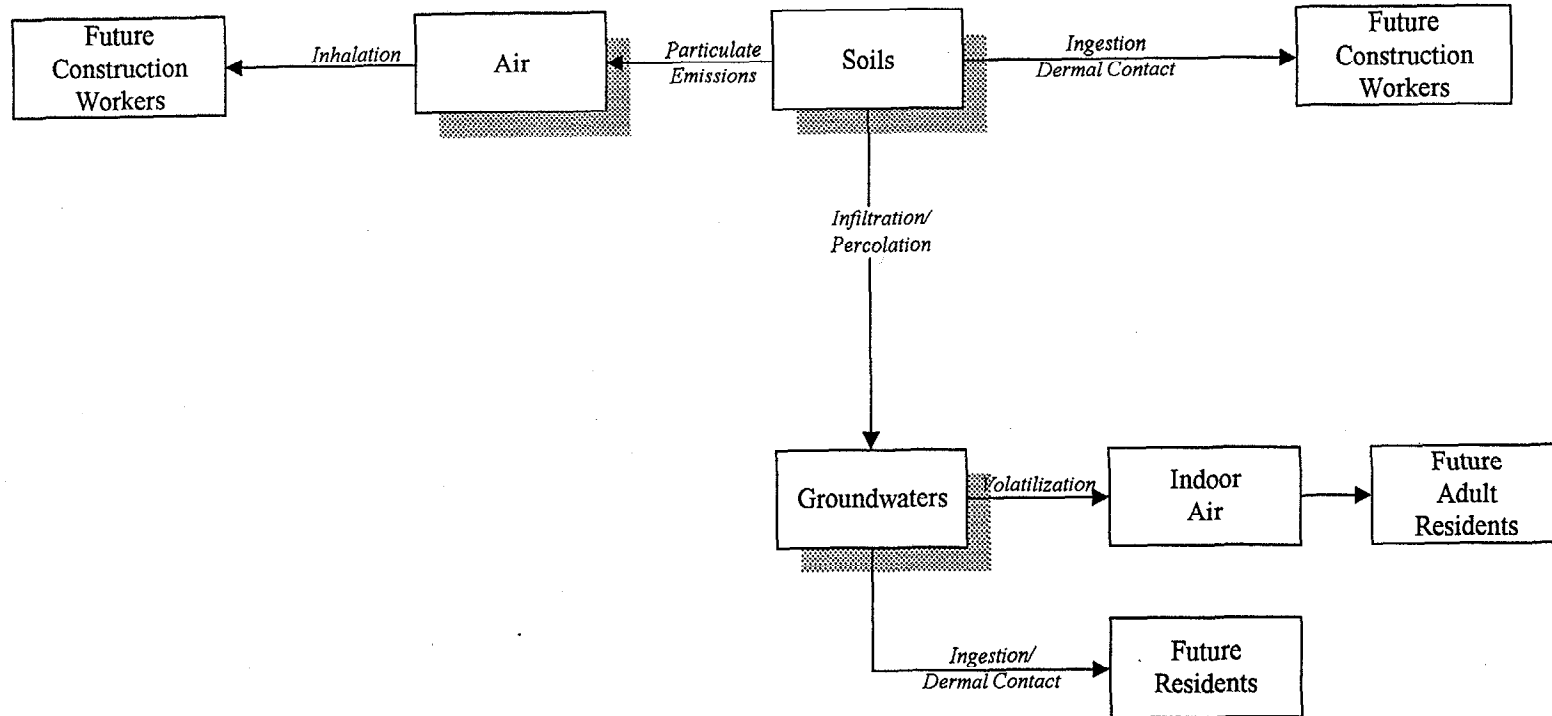 Future
Construction
Workers
Inhalation
Air
Particulate
Emissions
Soils
Ingestion
Dermal Contact
Future
Construction
Workers
Infiltration/
Percolation
Groundwaters
Volatilization
Indoor
Air
Future
Adult
Residents
Ingestion/
Dermal Contact
Future
Residents